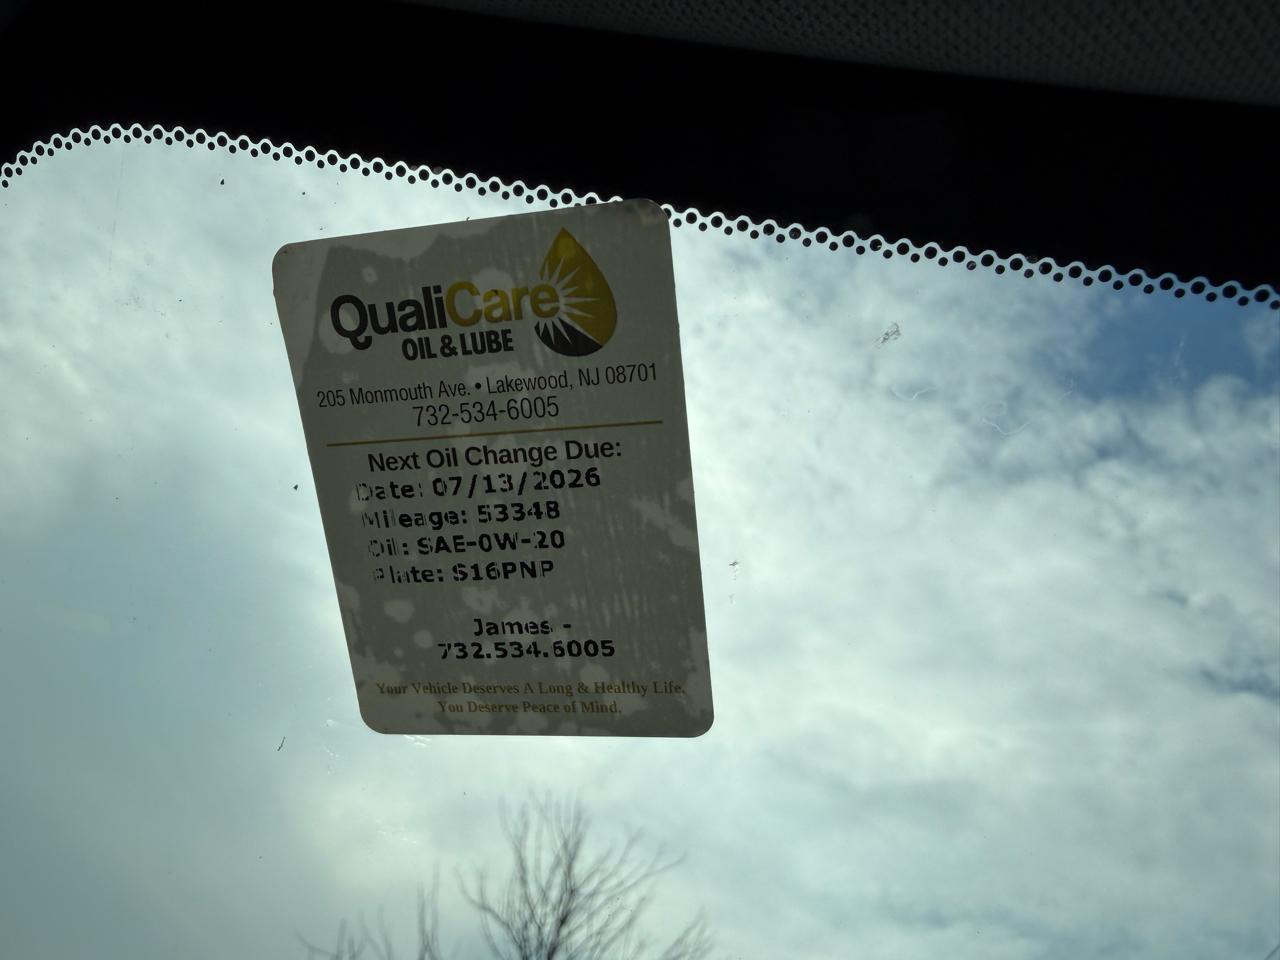 QualiCare
OIL & LUBE
205 Monmouth Ave. • Lakewood, NJ 08701
732-534-6005
Next Oil Change Due:
Date: 07/13/2026
Mileage: 53348
Oil: SAE-0W-20
Plate: S16PNP
James -
732.534.6005
Your Vehicle Deserves A Long & Healthy Life.
You Deserve Peace of Mind.